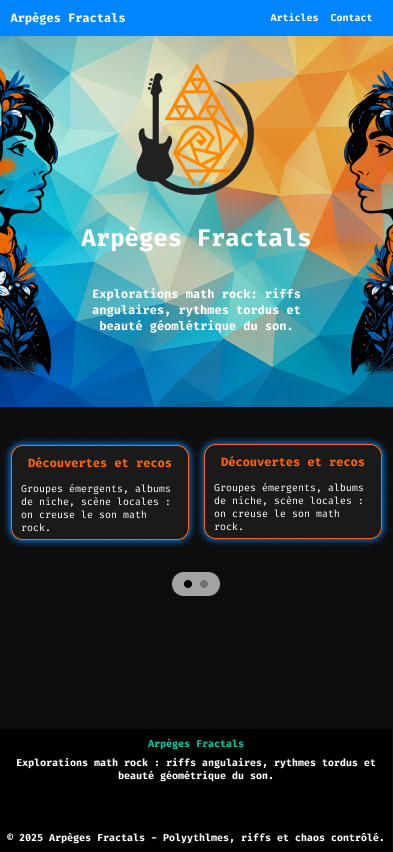 Arpèges Fractals
Articles Contact
Arpèges Fractals
Explorations math rock: riffs
angulaires, rythmes tordus et
beauté géolmétrique du son.
Découvertes et recos
Groupes émergents, albums
de niche, scène locales :
on creuse le son math
rock.
Découvertes et recos
Groupes émergents, albums
de niche, scène locales :
on creuse le son math
rock.
Arpèges Fractals
Explorations math rock : riffs angulaires, rythmes tordus et
beauté géométrique du son.
© 2025 Arpèges Fractals - Polyythlmes, riffs et chaos contrôlé.